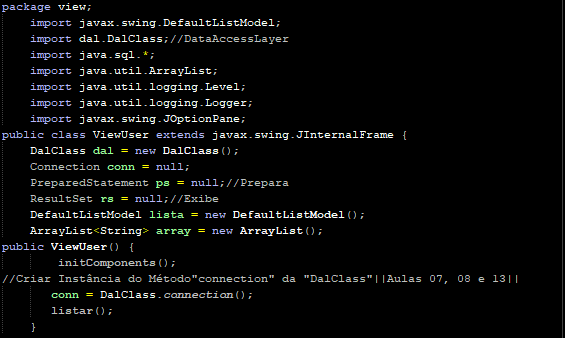 package view;
import javax.swing.DefaultListModel;
import dal.DalClass;//DataAccessLayer
import java.sql.*;
import java.util.ArrayList;
import java.util.logging.Level;
import java.util.logging.Logger;
import javax.swing.JOptionPane;
public class ViewUser extends javax.swing.JInternalFrame {
DalClass dal = new DalClass();
Connection conn = null;
PreparedStatement ps = null;//Prepara
ResultSet rs = null;//Exibe
DefaultListModel lista = new DefaultListModel();
ArrayList<String> array = new ArrayList();
public ViewUser() {
initComponents();
//Criar Instância do Método"connection" da "DalClass"||Aulas 07, 08 e 13||
conn = DalClass.connection();
listar();
}